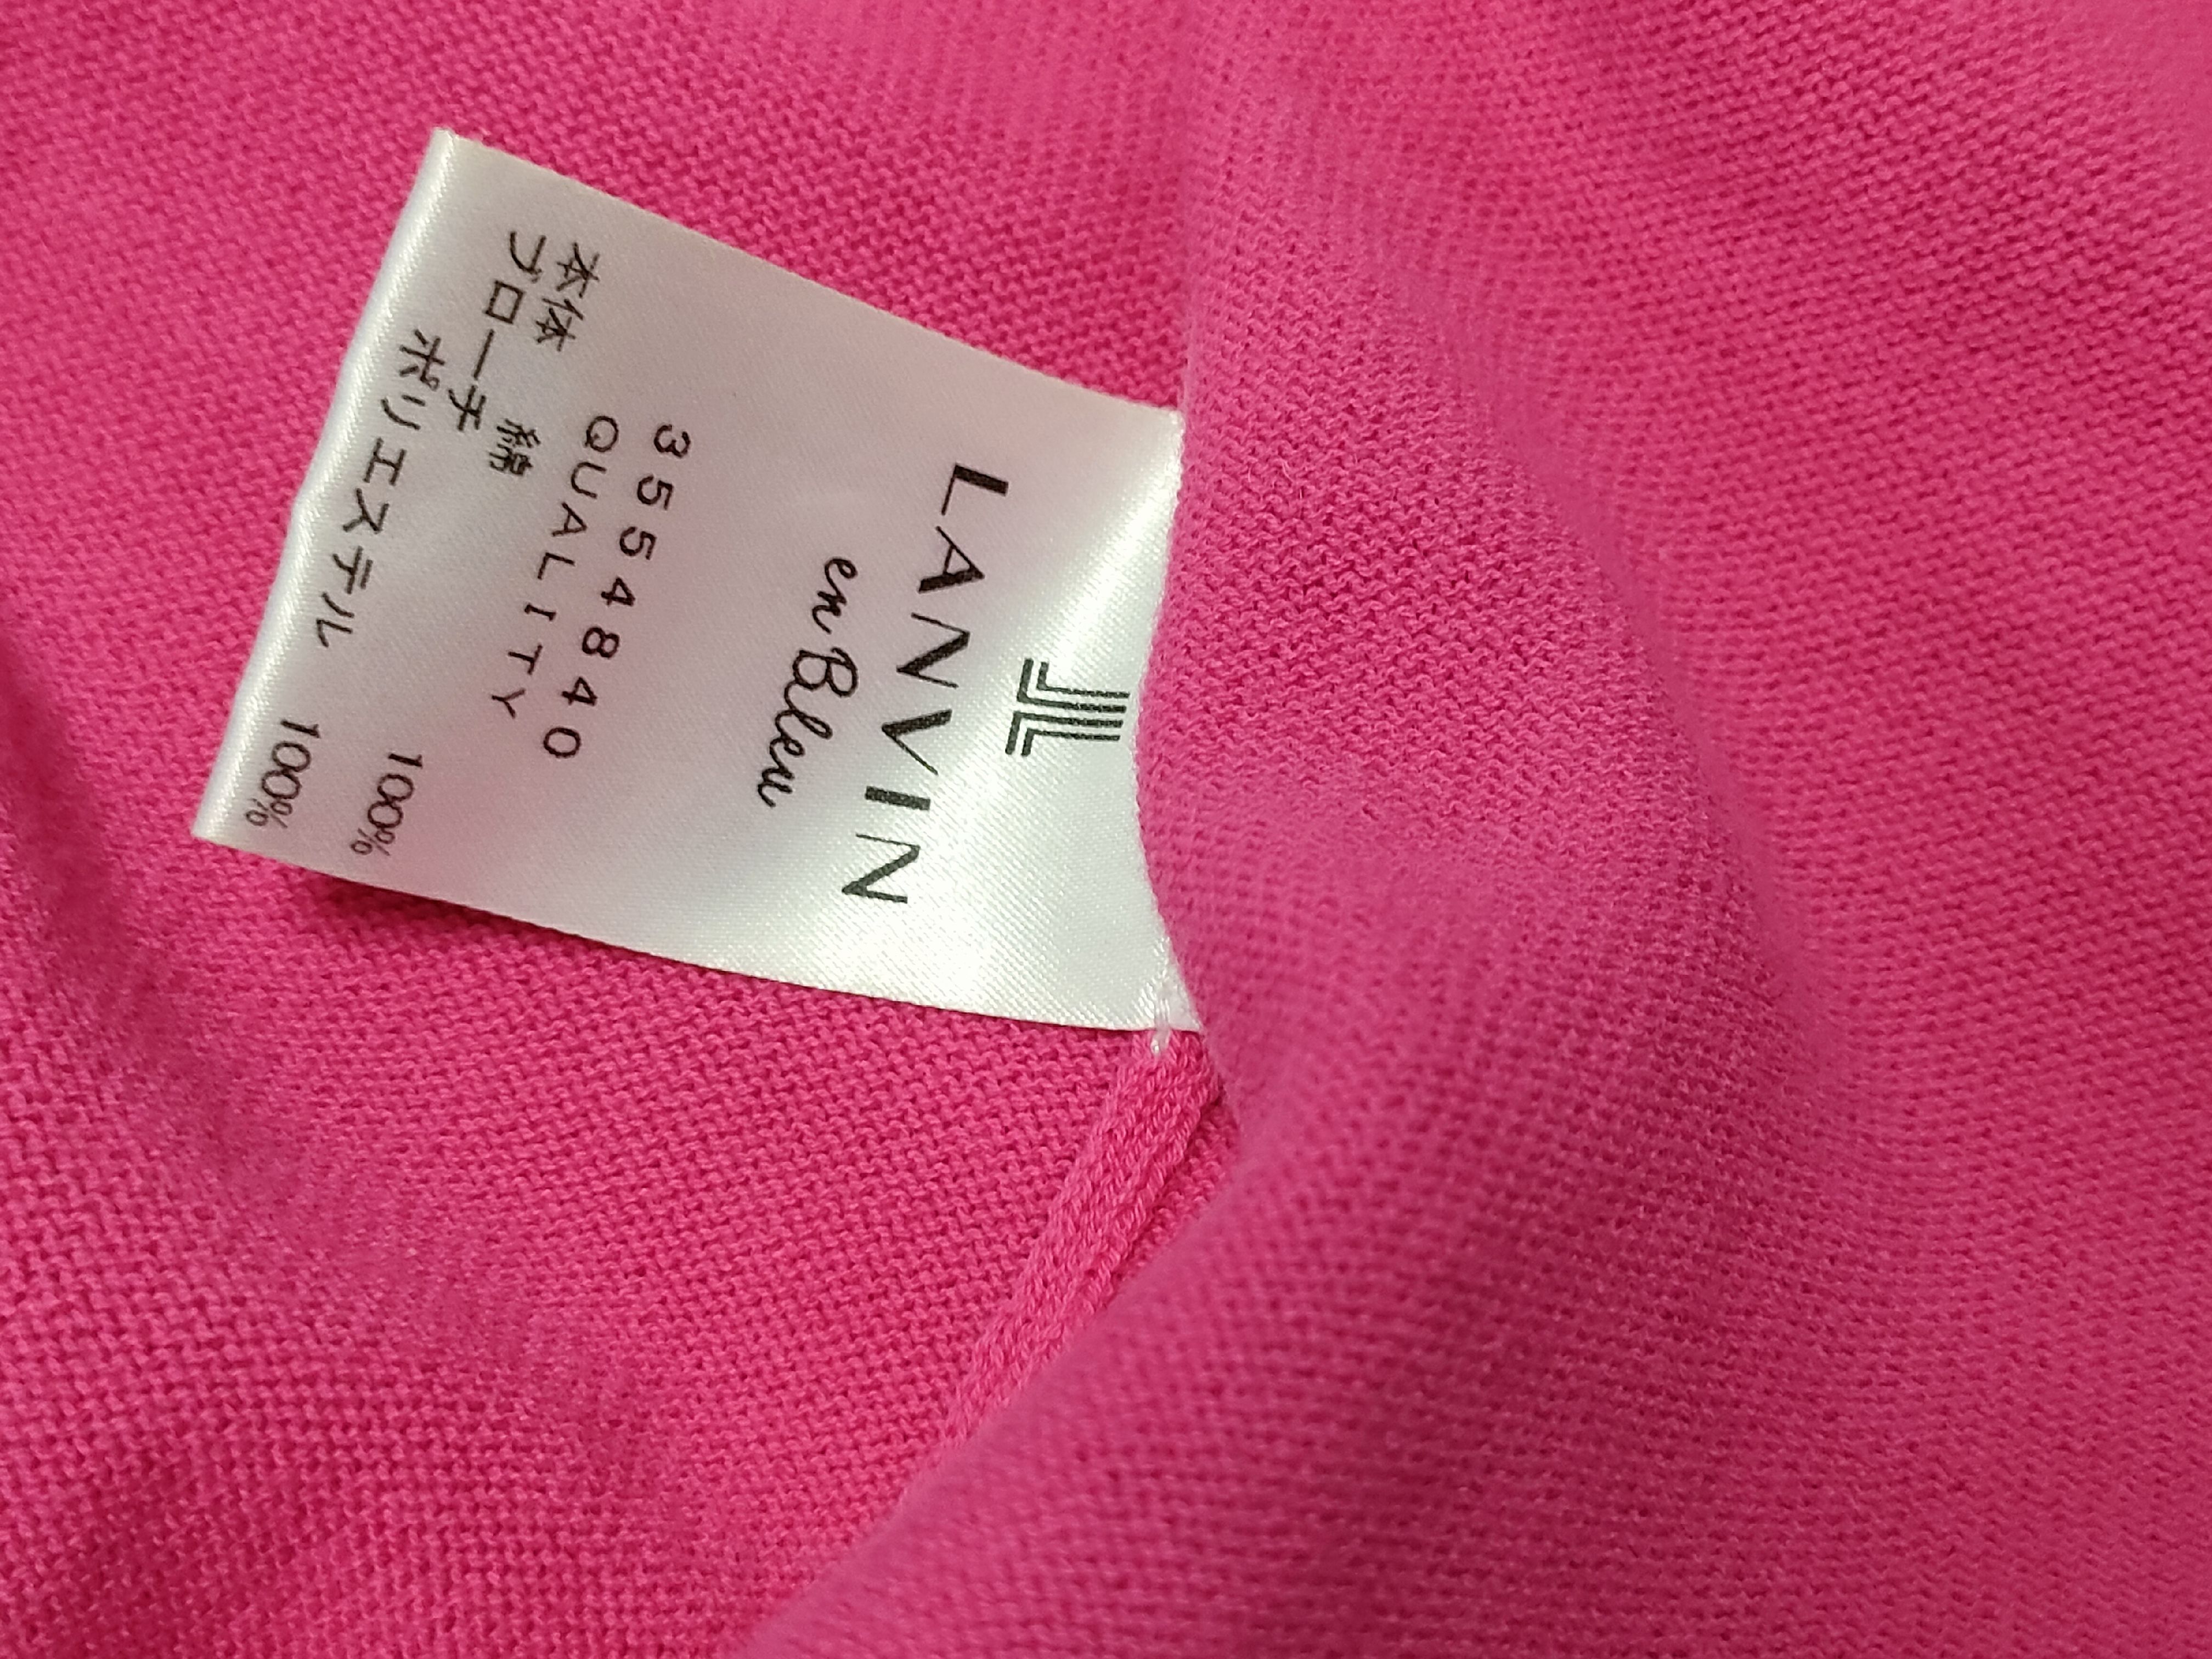 LANVIN
en Bleu
3554840
QUALITY
本体
綿 100%
ブローチ
ポリエステル 100%